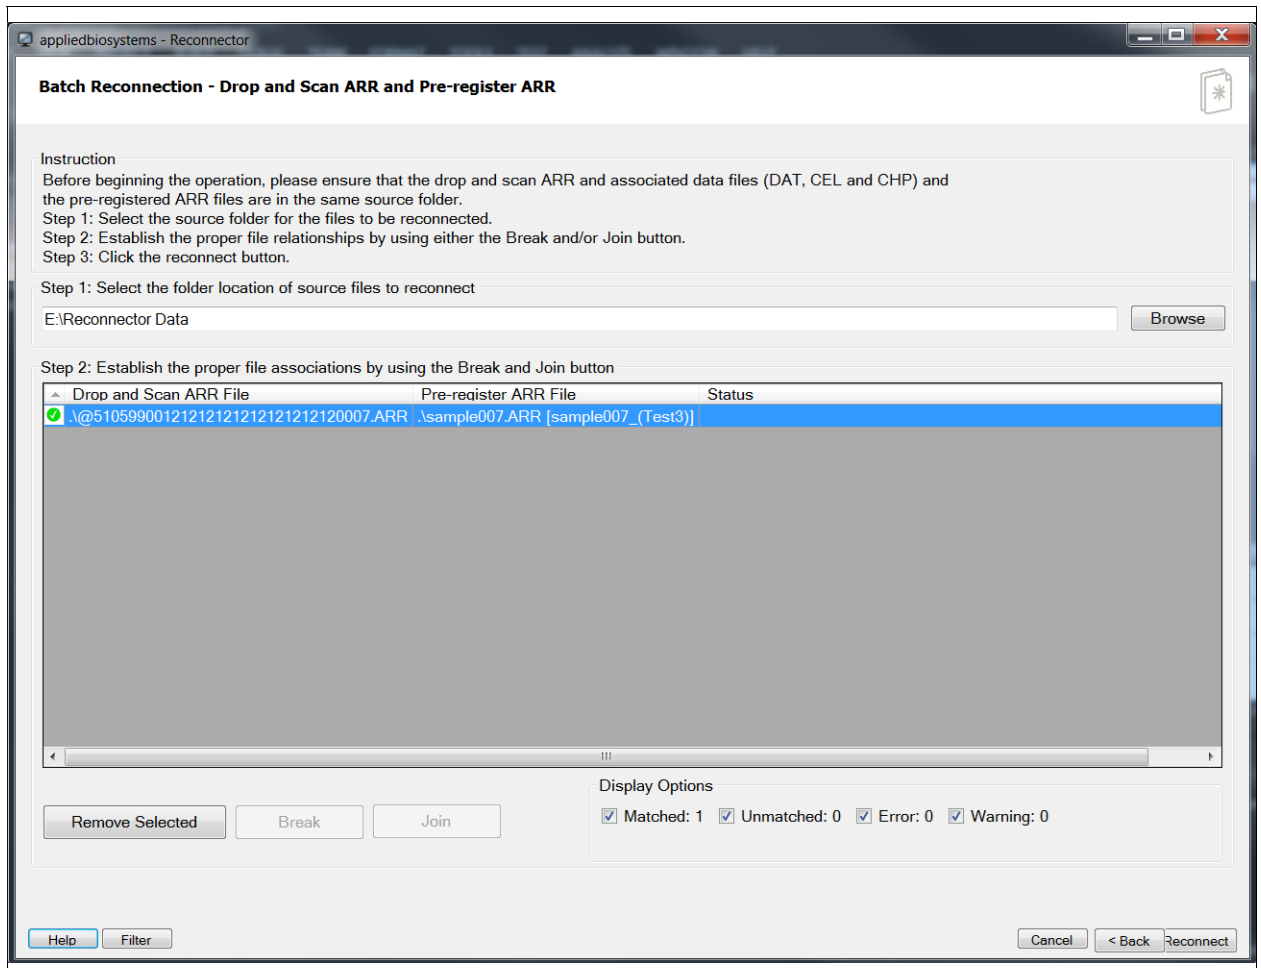 appliedbiosystems - Reconnector
Batch Reconnection - Drop and Scan ARR and Pre-register ARR
Instruction
Before beginning the operation, please ensure that the drop and scan ARR and associated data files (DAT, CEL and CHP) and
the pre-registered ARR files are in the same source folder.
Step 1: Select the source folder for the files to be reconnected.
Step 2: Establish the proper file relationships by using either the Break and/or Join button.
Step 3: Click the reconnect button.
Step 1: Select the folder location of source files to reconnect
E:\Reconnector Data
Browse
Step 2: Establish the proper file associations by using the Break and Join button
Drop and Scan ARR File Pre-register ARR File Status
.\@51059900121212121212121212120007.ARR .\sample007.ARR [sample007_(Test3)]
Display Options
Remove Selected Break Join
Matched: 1 Unmatched: 0 Error: 0 Warning: 0
Help Filter Cancel < Back Reconnect